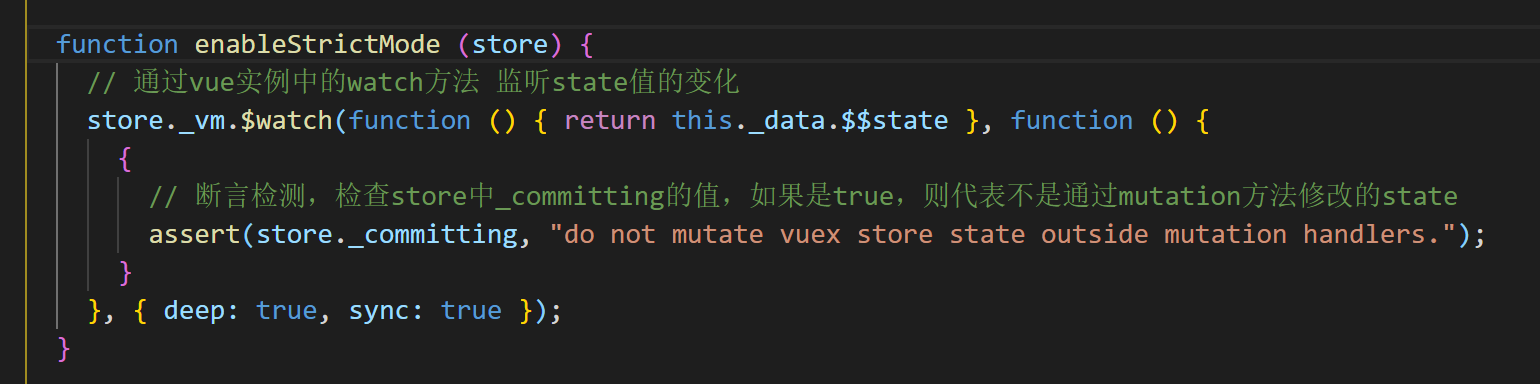 function enableStrictMode (store) {
// 通过vue实例中的watch方法 监听state值的变化
store._vm.$watch(function () { return this._data.$$state }, function () {
{
// 断言检测，检查store中_committing的值，如果是true，则代表不是通过mutation方法修改的state
assert(store._committing, "do not mutate vuex store state outside mutation handlers.");
}
}, { deep: true, sync: true });
}